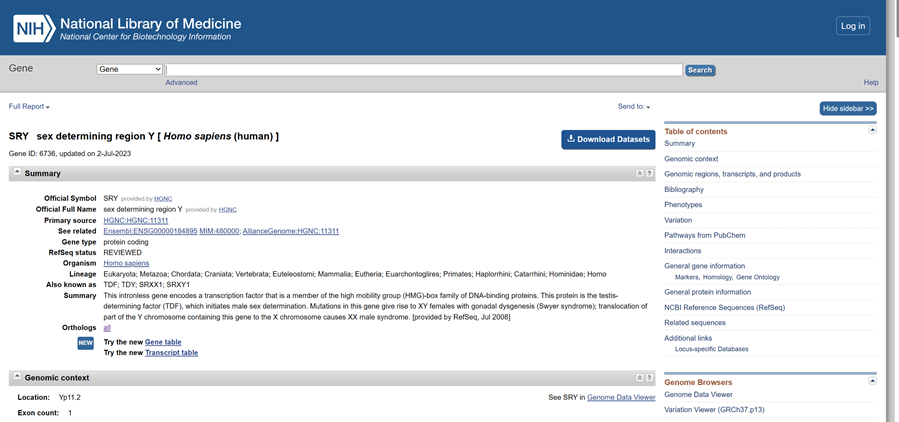 NIH National Library of Medicine
National Center for Biotechnology Information
Log in
Gene
Gene
Search
Advanced
Help
Full Report
Send to:
Hide sidebar >>
SRY sex determining region Y [ Homo sapiens (human) ]
Download Datasets
Gene ID: 6736, updated on 2-Jul-2023
Summary
?
Official Symbol SRY provided by HGNC
Official Full Name sex determining region Y provided by HGNC
Primary source HGNC:HGNC:11311
See related Ensembl:ENSG00000184895 MIM:480000; AllianceGenome:HGNC:11311
Gene type protein coding
RefSeq status REVIEWED
Organism Homo sapiens
Lineage Eukaryota; Metazoa; Chordata; Craniata; Vertebrata; Euteleostomi; Mammalia; Eutheria; Euarchontoglires; Primates; Haplorrhini; Catarrhini; Hominidae; Homo
Also known as TDF; TDY; SRXX1; SRXY1
Summary This intronless gene encodes a transcription factor that is a member of the high mobility group (HMG)-box family of DNA-binding proteins. This protein is the testis-
determining factor (TDF), which initiates male sex determination. Mutations in this gene give rise to XY females with gonadal dysgenesis (Swyer syndrome); translocation
of part of the Y chromosome containing this gene to the X chromosome causes XX male syndrome. [provided by RefSeq, Jul 2008]
Orthologs all
NEW Try the new Gene table
Try the new Transcript table
Genomic context
?
Location: Yp11.2
See SRY in Genome Data Viewer
Exon count: 1
Table of contents
Summary
Genomic context
Genomic regions, transcripts, and products
Bibliography
Phenotypes
Variation
Pathways from PubChem
Interactions
General gene information
Markers, Homology, Gene Ontology
General protein information
NCBI Reference Sequences (RefSeq)
Related sequences
Additional links
Locus-specific Databases
Genome Browsers
Genome Data Viewer
Variation Viewer (GRCh37.p13)